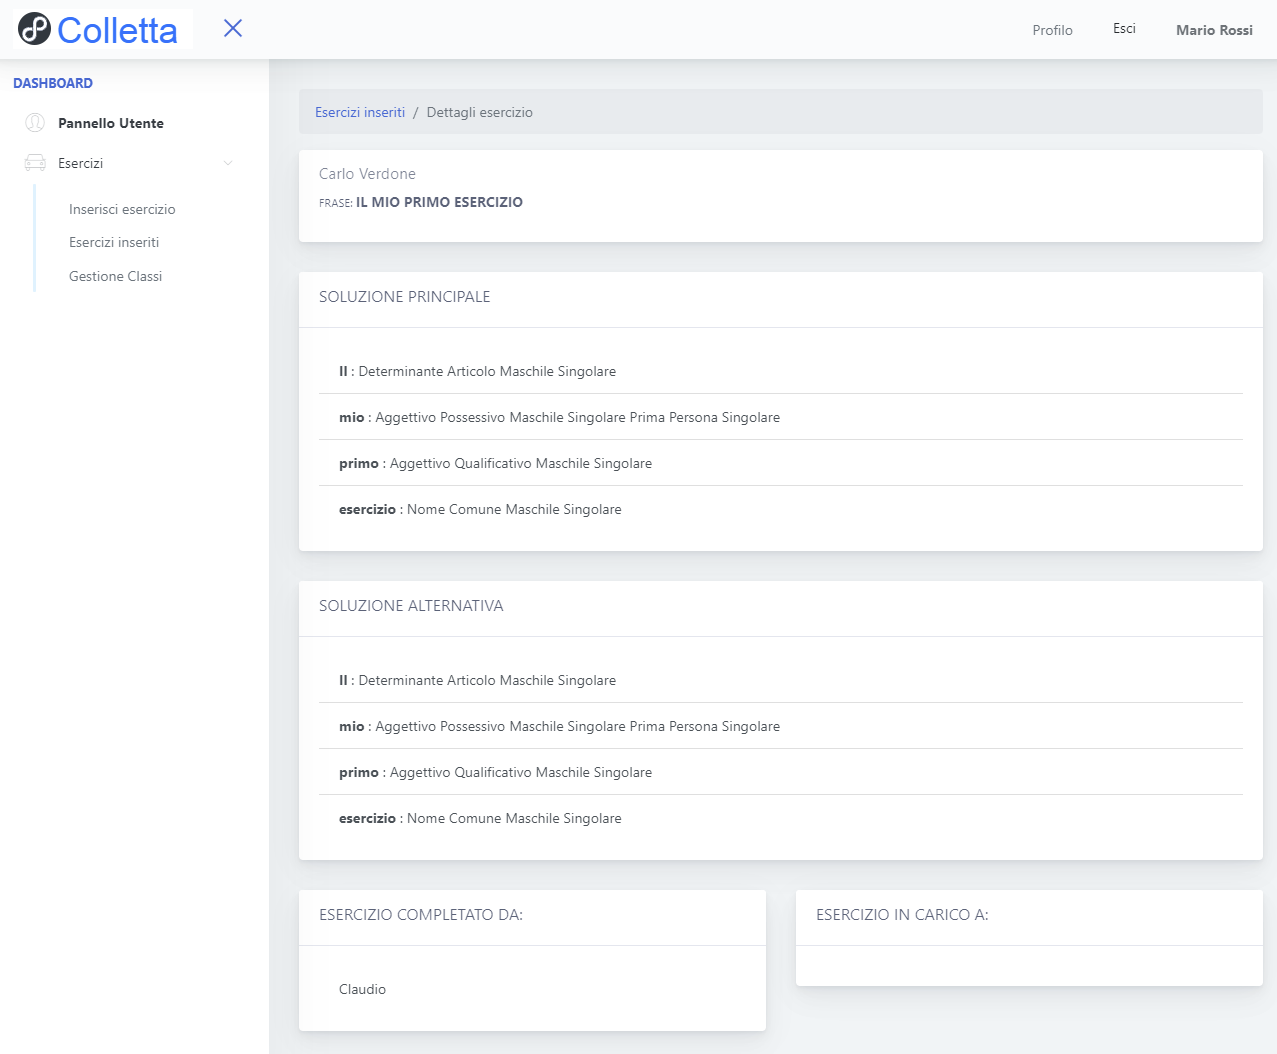 Colletta
Profilo
Esci
Mario Rossi
DASHBOARD
Pannello Utente
Esercizi
Inserisci esercizio
Esercizi inseriti
Gestione Classi
Esercizi inseriti / Dettagli esercizio
Carlo Verdone
FRASE: IL MIO PRIMO ESERCIZIO
SOLUZIONE PRINCIPALE
Il : Determinante Articolo Maschile Singolare
mio : Aggettivo Possessivo Maschile Singolare Prima Persona Singolare
primo : Aggettivo Qualificativo Maschile Singolare
esercizio : Nome Comune Maschile Singolare
SOLUZIONE ALTERNATIVA
Il : Determinante Articolo Maschile Singolare
mio : Aggettivo Possessivo Maschile Singolare Prima Persona Singolare
primo : Aggettivo Qualificativo Maschile Singolare
esercizio : Nome Comune Maschile Singolare
ESERCIZIO COMPLETATO DA:
Claudio
ESERCIZIO IN CARICO A: